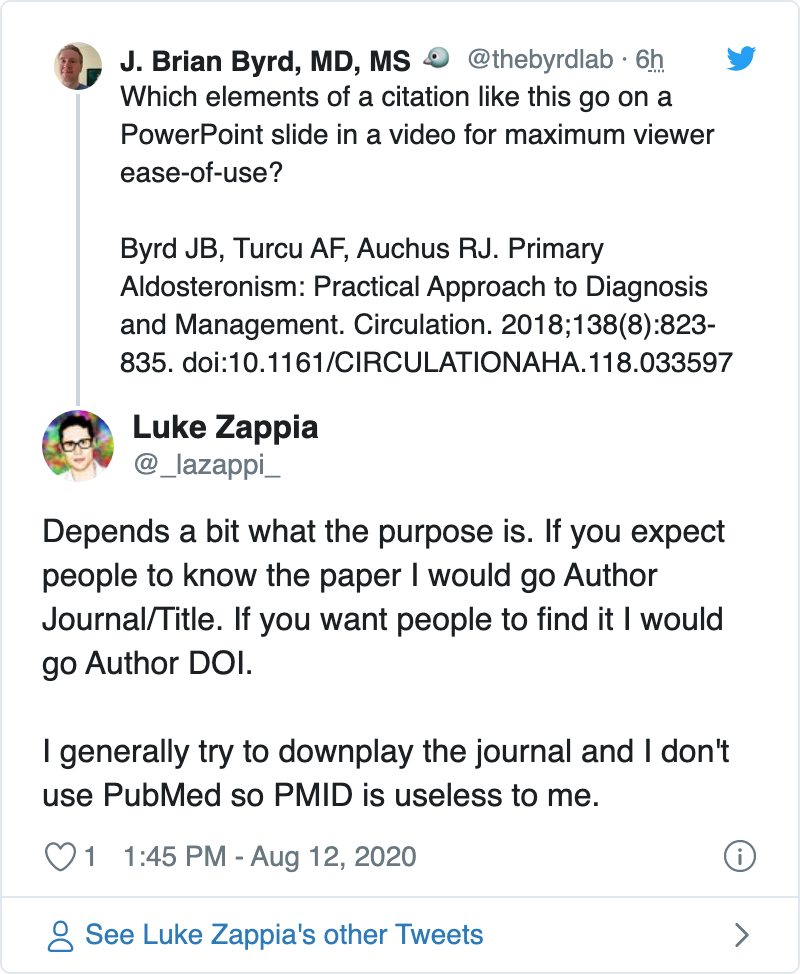 J. Brian Byrd, MD, MS @thebyrdlab · 6h
Which elements of a citation like this go on a
PowerPoint slide in a video for maximum viewer
ease-of-use?
Byrd JB, Turcu AF, Auchus RJ. Primary
Aldosteronism: Practical Approach to Diagnosis
and Management. Circulation. 2018;138(8):823-
835. doi:10.1161/CIRCULATIONAHA.118.033597
Luke Zappia
@_lazappi_
Depends a bit what the purpose is. If you expect
people to know the paper I would go Author
Journal/Title. If you want people to find it I would
go Author DOI.
I generally try to downplay the journal and I don't
use PubMed so PMID is useless to me.
1 1:45 PM - Aug 12, 2020
See Luke Zappia's other Tweets